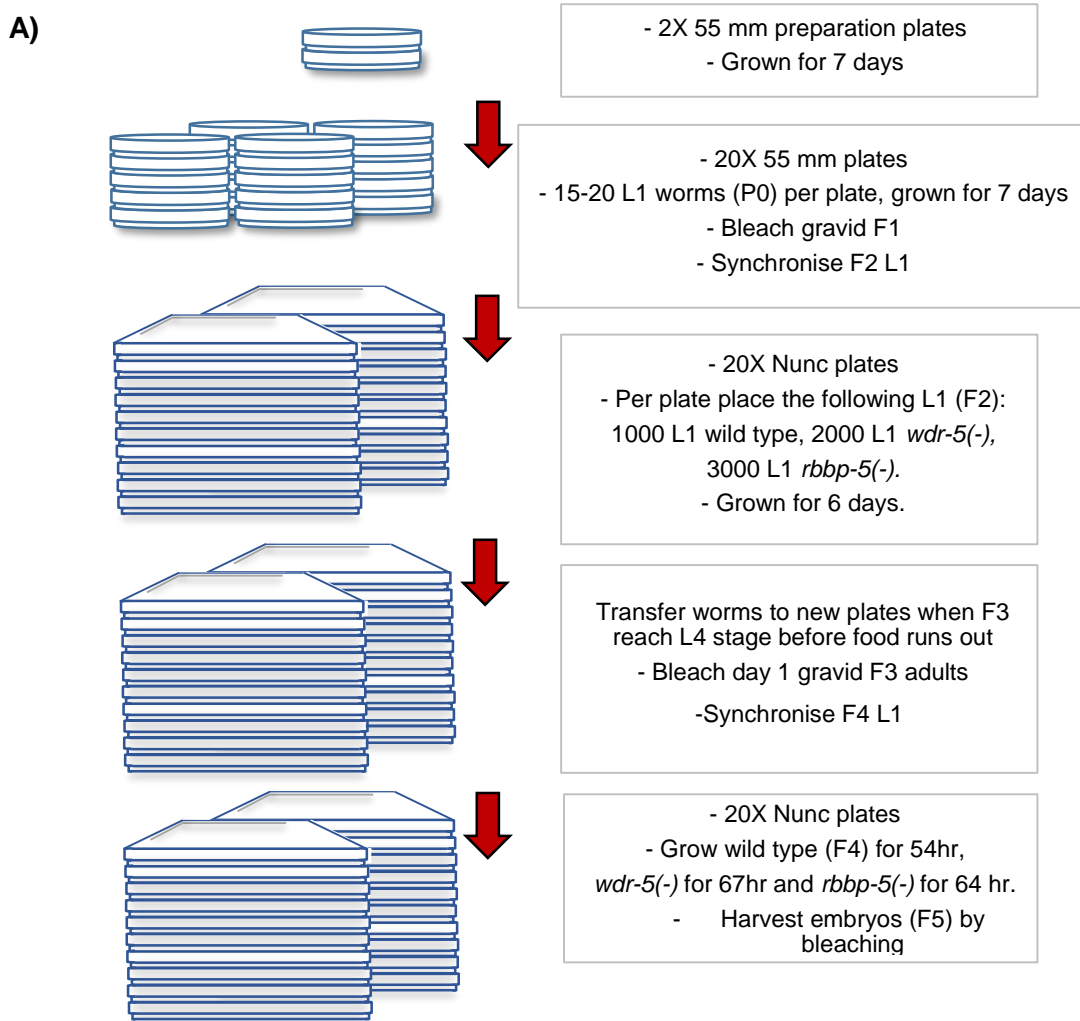 A)
- 2X 55 mm preparation plates
- Grown for 7 days
- 20X 55 mm plates
- 15-20 L1 worms (P0) per plate, grown for 7 days
- Bleach gravid F1
- Synchronise F2 L1
- 20X Nunc plates
- Per plate place the following L1 (F2):
1000 L1 wild type, 2000 L1 wdr-5(-),
3000 L1 rbbp-5(-).
- Grown for 6 days.
Transfer worms to new plates when F3
reach L4 stage before food runs out
- Bleach day 1 gravid F3 adults
-Synchronise F4 L1
- 20X Nunc plates
- Grow wild type (F4) for 54hr,
wdr-5(-) for 67hr and rbbp-5(-) for 64 hr.
- Harvest embryos (F5) by
bleaching